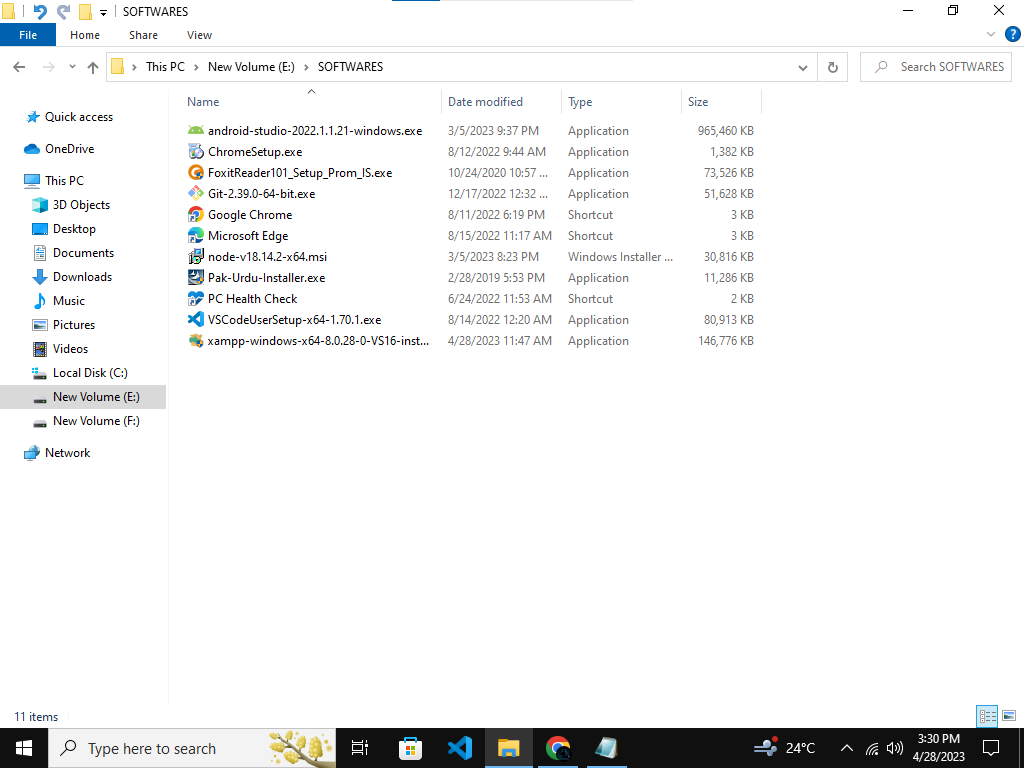 SOFTWARES
File Home Share View
This PC New Volume (E:) SOFTWARES Search SOFTWARES
Name Date modified Type Size
Quick access
OneDrive
This PC
3D Objects
Desktop
Documents
Downloads
Music
Pictures
Videos
Local Disk (C:)
New Volume (E:)
New Volume (F:)
Network
android-studio-2022.1.1.21-windows.exe 3/5/2023 9:37 PM Application 965,460 KB
ChromeSetup.exe 8/12/2022 9:44 AM Application 1,382 KB
FoxitReader101_Setup_Prom_IS.exe 10/24/2020 10:57 ... Application 73,526 KB
Git-2.39.0-64-bit.exe 12/17/2022 12:32 ... Application 51,628 KB
Google Chrome 8/11/2022 6:19 PM Shortcut 3 KB
Microsoft Edge 8/15/2022 11:17 AM Shortcut 3 KB
node-v18.14.2-x64.msi 3/5/2023 8:23 PM Windows Installer ... 30,816 KB
Pak-Urdu-Installer.exe 2/28/2019 5:53 PM Application 11,286 KB
PC Health Check 6/24/2022 11:53 AM Shortcut 2 KB
VSCodeUserSetup-x64-1.70.1.exe 8/14/2022 12:20 AM Application 80,913 KB
xampp-windows-x64-8.0.28-0-VS16-inst... 4/28/2023 11:47 AM Application 146,776 KB
11 items
Type here to search 24°C 3:30 PM
4/28/2023